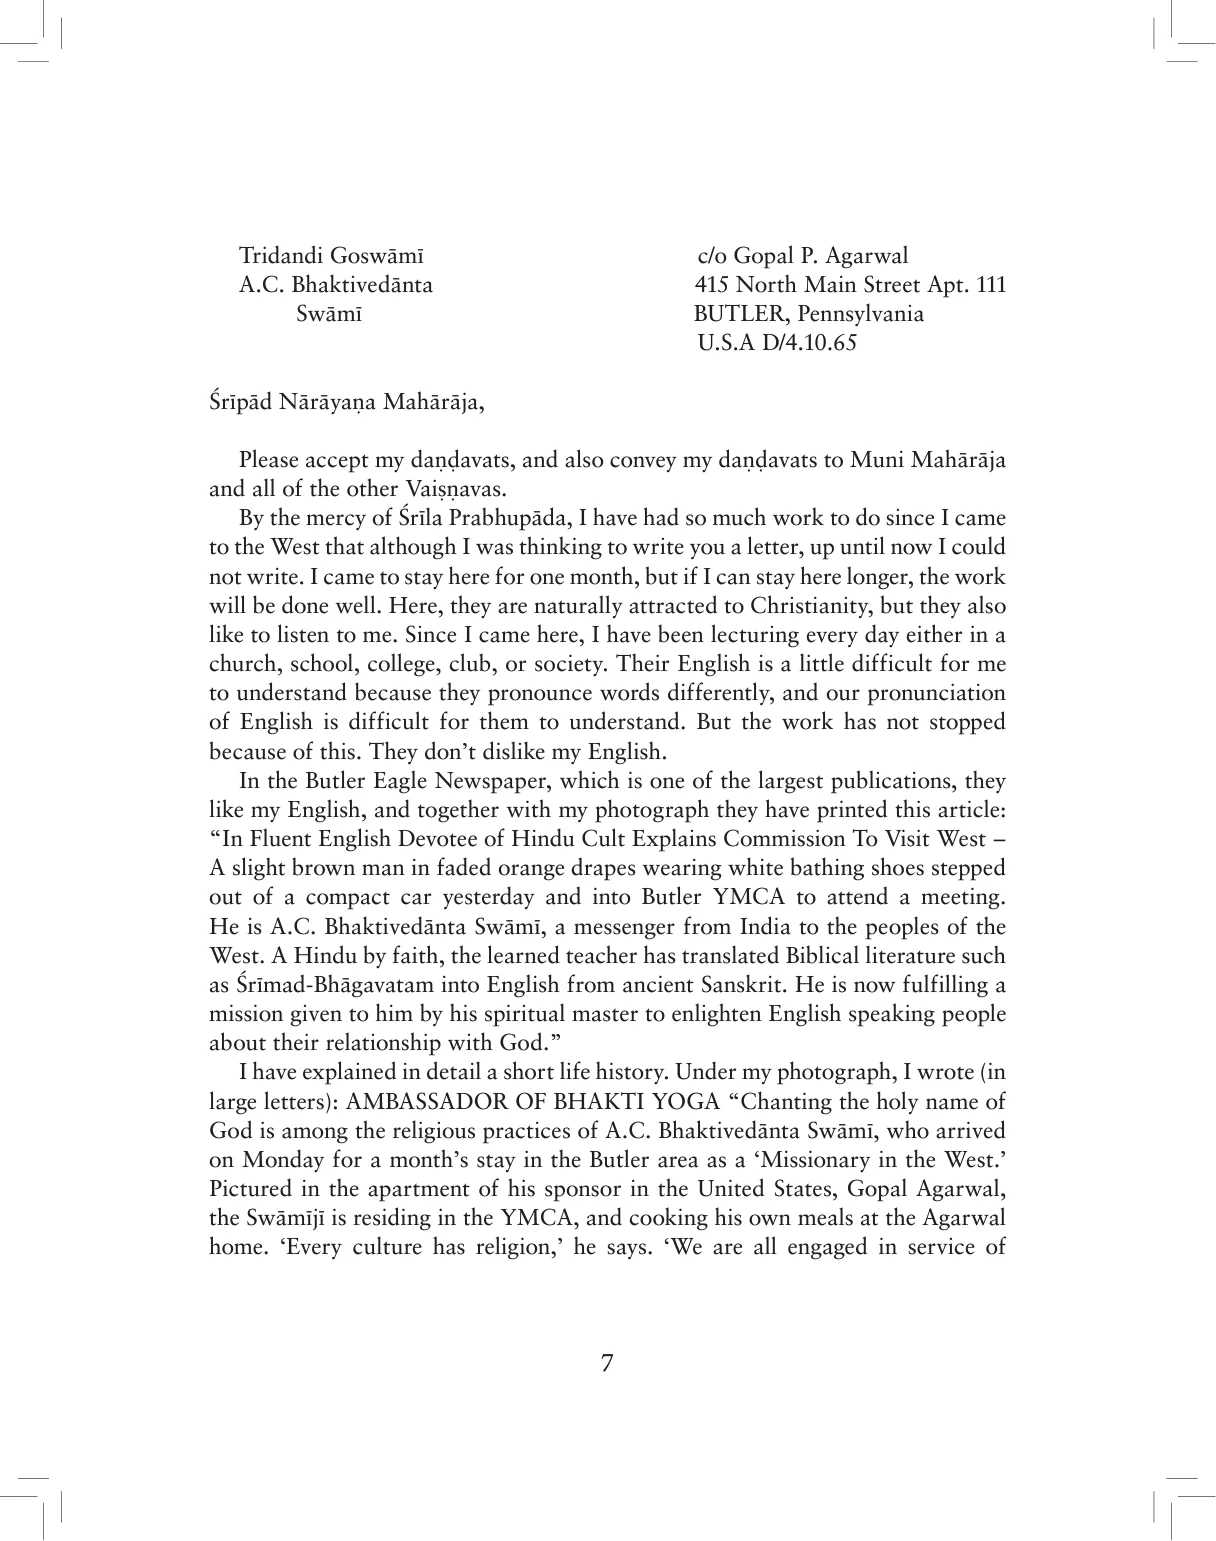 Tridandi Goswāmī
A.C. Bhaktivedānta
Swāmī
c/o Gopal P. Agarwal
415 North Main Street Apt. 111
BUTLER, Pennsylvania
U.S.A D/4.10.65
Śrīpād Nārāyaṇa Mahārāja,
Please accept my daṇḍavats, and also convey my daṇḍavats to Muni Mahārāja
and all of the other Vaiṣṇavas.
By the mercy of Śrīla Prabhupāda, I have had so much work to do since I came
to the West that although I was thinking to write you a letter, up until now I could
not write. I came to stay here for one month, but if I can stay here longer, the work
will be done well. Here, they are naturally attracted to Christianity, but they also
like to listen to me. Since I came here, I have been lecturing every day either in a
church, school, college, club, or society. Their English is a little difficult for me
to understand because they pronounce words differently, and our pronunciation
of English is difficult for them to understand. But the work has not stopped
because of this. They don’t dislike my English.
In the Butler Eagle Newspaper, which is one of the largest publications, they
like my English, and together with my photograph they have printed this article:
“In Fluent English Devotee of Hindu Cult Explains Commission To Visit West –
A slight brown man in faded orange drapes wearing white bathing shoes stepped
out of a compact car yesterday and into Butler YMCA to attend a meeting.
He is A.C. Bhaktivedānta Swāmī, a messenger from India to the peoples of the
West. A Hindu by faith, the learned teacher has translated Biblical literature such
as Śrīmad-Bhāgavatam into English from ancient Sanskrit. He is now fulfilling a
mission given to him by his spiritual master to enlighten English speaking people
about their relationship with God.”
I have explained in detail a short life history. Under my photograph, I wrote (in
large letters): AMBASSADOR OF BHAKTI YOGA “Chanting the holy name of
God is among the religious practices of A.C. Bhaktivedānta Swāmī, who arrived
on Monday for a month’s stay in the Butler area as a ‘Missionary in the West.’
Pictured in the apartment of his sponsor in the United States, Gopal Agarwal,
the Swāmījī is residing in the YMCA, and cooking his own meals at the Agarwal
home. ‘Every culture has religion,’ he says. ‘We are all engaged in service of
7